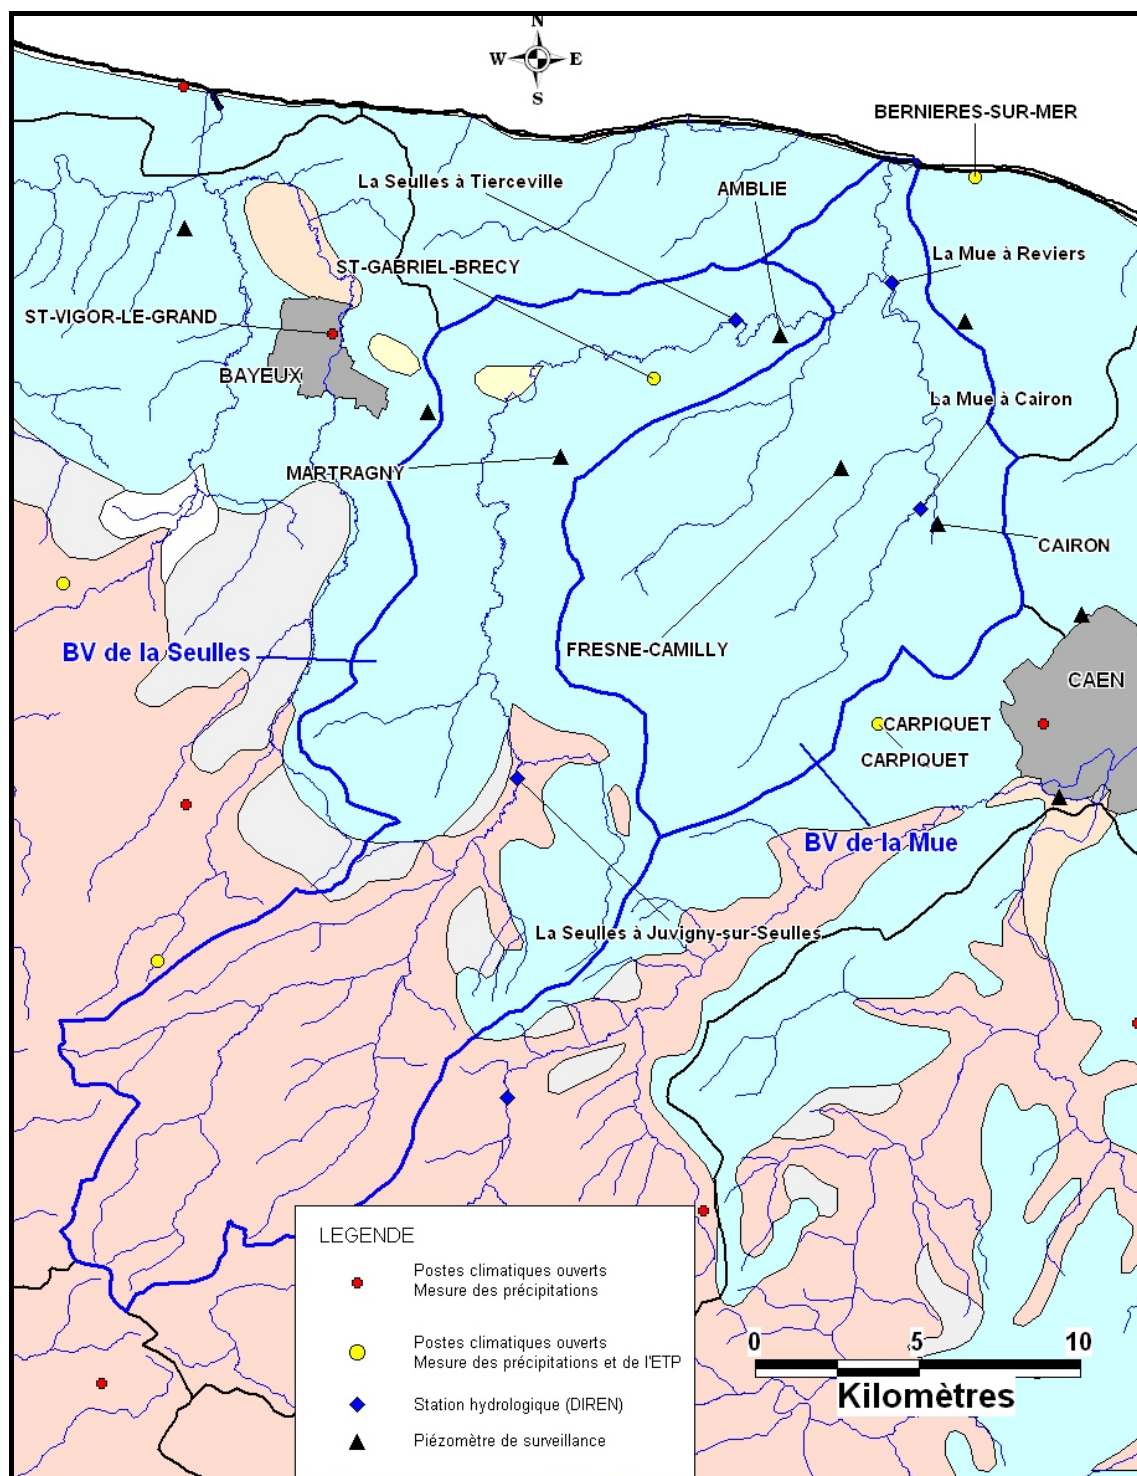 N
W E
S
BERNIERES-SUR-MER
La Seulles à Tierceville
AMBLIE
La Mue à Reviers
ST-GABRIEL-BRECY
ST-VIGOR-LE-GRAND
BAYEUX
La Mue à Cairon
MARTRAGNY
CAIRON
BV de la Seulles
FRESNE-CAMILLY
CAEN
CARPIQUET
CARPIQUET
BV de la Mue
La Seulles à Juvigny-sur-Seulles
LEGENDE
Postes climatiques ouverts
Mesure des précipitations
Postes climatiques ouverts
Mesure des précipitations et de l'ETP
Station hydrologique (DIREN)
Piézomètre de surveillance
0 5 10
Kilomètres